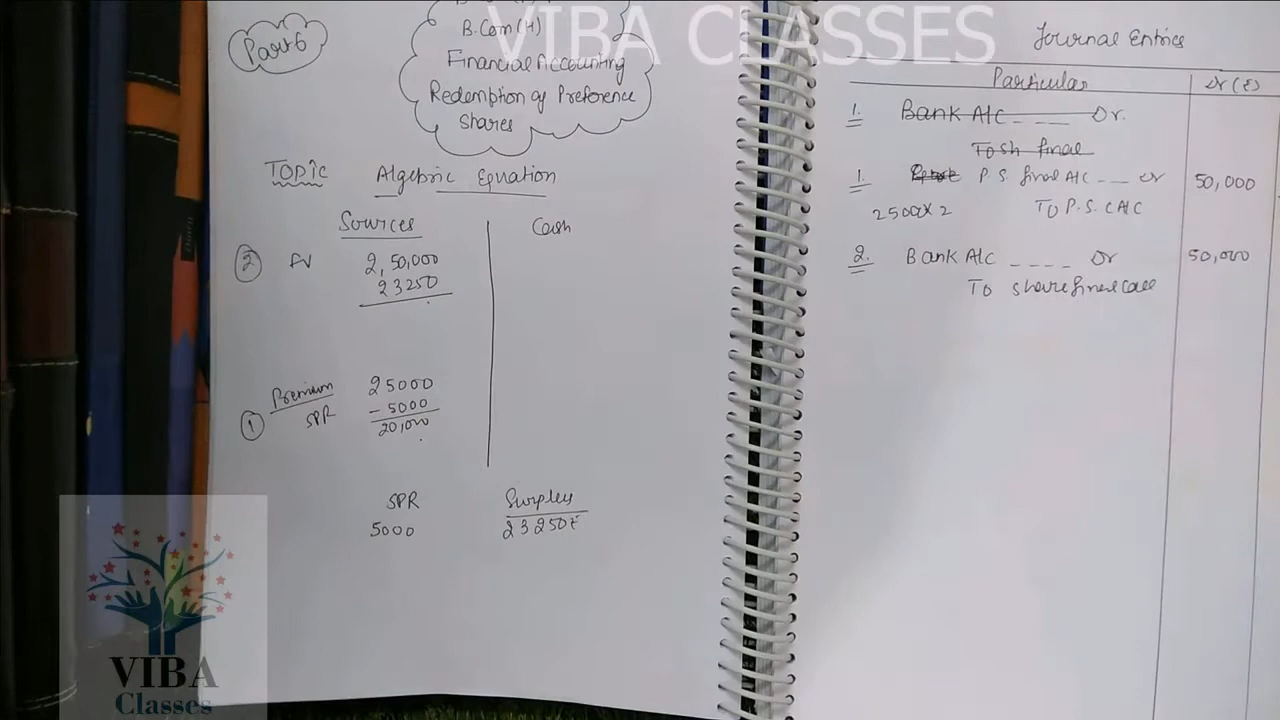 VIBA CLASSES
Part 6
B.Com (H)
Financial Accounting
Redemption of Preference
Shares
TOPIC Algebric Equation
Sources Cash
② FV 2,50,000
23250
Premium 25000
① SPR - 5000
20,000
SPR Surplus
5000 23250₹
Journal Entries
Particular Dr (₹)
1. Bank A/C ---- Dr.
To sh final
1. P.S. final A/C --- Dr 50,000
25000 x 2 To P.S. C A/C
2. Bank A/C ---- Dr 50,000
To share final call
VIBA
Classes